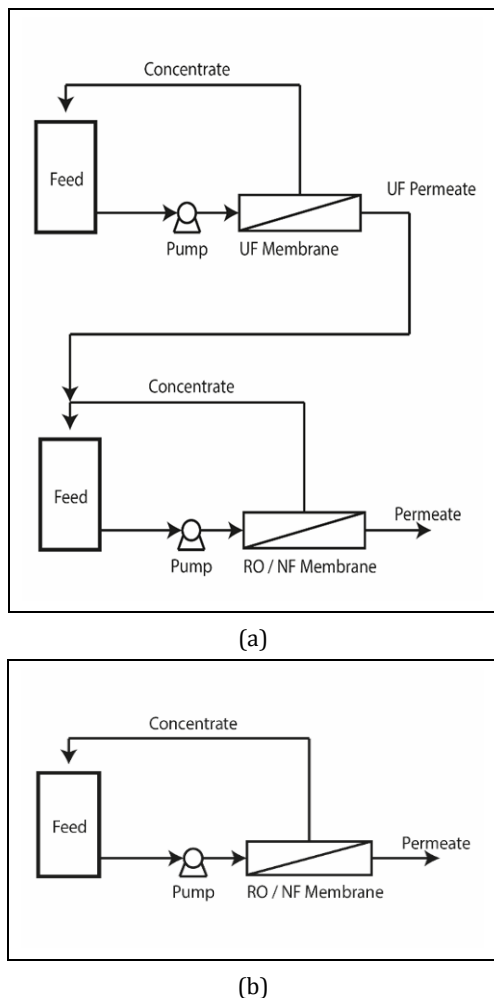 Concentrate
Feed
UF Permeate
Pump
UF Membrane
Concentrate
Feed
Permeate
Pump
RO / NF Membrane
(a)
Concentrate
Feed
Permeate
Pump
RO / NF Membrane
(b)